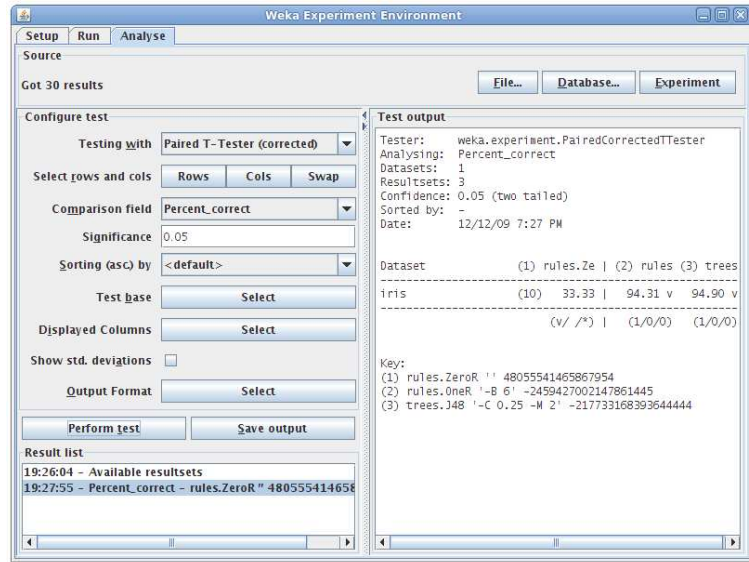 Weka Experiment Environment
Setup Run Analyse
Source
Got 30 results
File... Database... Experiment
Configure test
Testing with Paired T-Tester (corrected)
Select rows and cols Rows Cols Swap
Comparison field Percent_correct
Significance 0.05
Sorting (asc.) by <default>
Test base Select
Displayed Columns Select
Show std. deviations
Output Format Select
Perform test Save output
Result list
19:26:04 - Available resultsets
19:27:55 - Percent_correct - rules.ZeroR '' 480555414658
Test output
Tester: weka.experiment.PairedCorrectedTTester
Analysing: Percent_correct
Datasets: 1
Resultsets: 3
Confidence: 0.05 (two tailed)
Sorted by: -
Date: 12/12/09 7:27 PM
Dataset (1) rules.Ze | (2) rules (3) trees
--------------------------------------------------------------
iris (10) 33.33 | 94.31 v 94.90 v
--------------------------------------------------------------
(v/ /*) | (1/0/0) (1/0/0)
Key:
(1) rules.ZeroR '' 48055541465867954
(2) rules.OneR '-B 6' -2459427002147861445
(3) trees.J48 '-C 0.25 -M 2' -217733168393644444